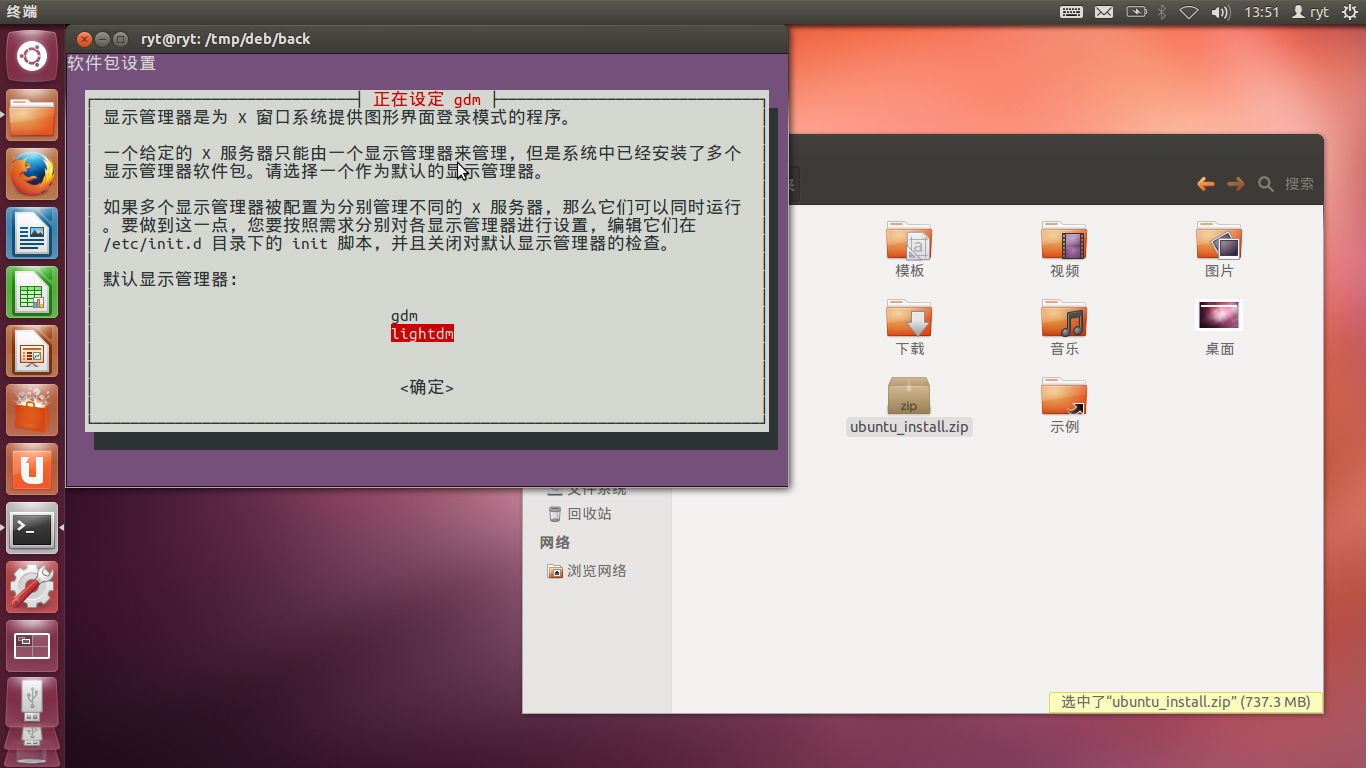 终端
13:51
ryt
ryt@ryt: /tmp/deb/back
软件包设置
正在设定 gdm
显示管理器是为 X 窗口系统提供图形界面登录模式的程序。
一个给定的 X 服务器只能由一个显示管理器来管理，但是系统中已经安装了多个
显示管理器软件包。请选择一个作为默认的显示管理器。
如果多个显示管理器被配置为分别管理不同的 X 服务器，那么它们可以同时运行
。要做到这一点，您要按照需求分别对各显示管理器进行设置，编辑它们在
/etc/init.d 目录下的 init 脚本，并且关闭对默认显示管理器的检查。
默认显示管理器：
gdm
lightdm
<确定>
搜索
模板
视频
图片
下载
音乐
桌面
zip
ubuntu_install.zip
示例
文件系统
回收站
网络
浏览网络
选中了“ubuntu_install.zip” (737.3 MB)